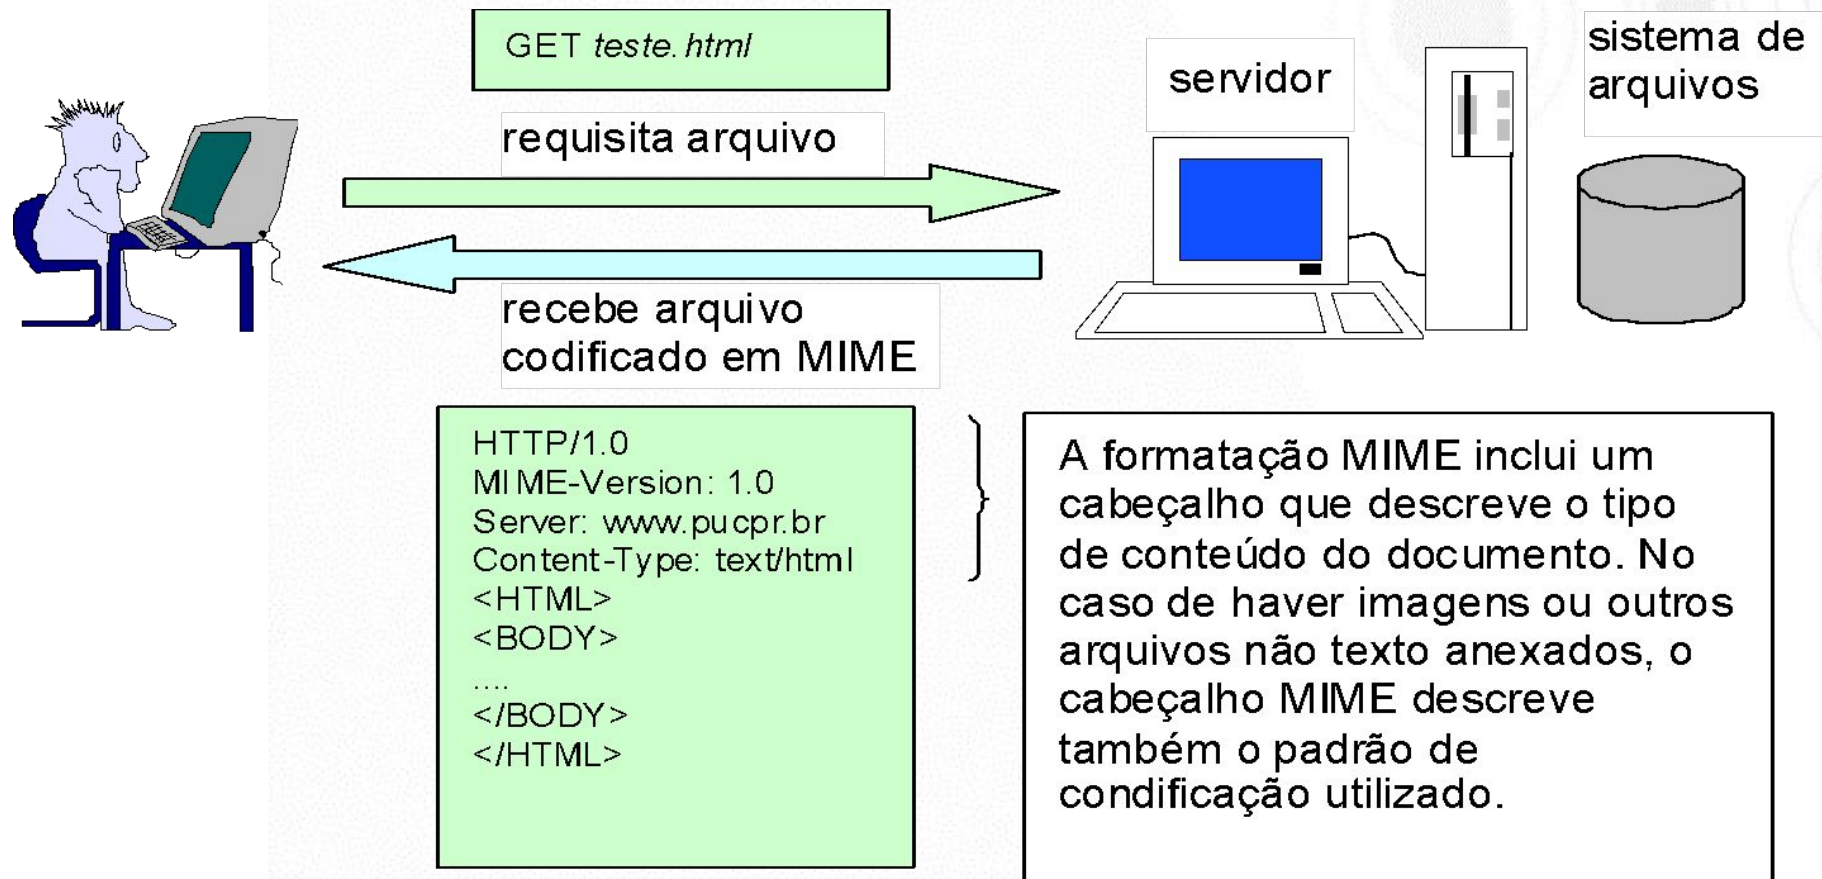 GET teste.html
requisita arquivo
servidor
sistema de
arquivos
recebe arquivo
codificado em MIME
HTTP/1.0
MIME-Version: 1.0
Server: www.pucpr.br
Content-Type: text/html
<HTML>
<BODY>
....
</BODY>
</HTML>
A formatação MIME inclui um
cabeçalho que descreve o tipo
de conteúdo do documento. No
caso de haver imagens ou outros
arquivos não texto anexados, o
cabeçalho MIME descreve
também o padrão de
condificação utilizado.